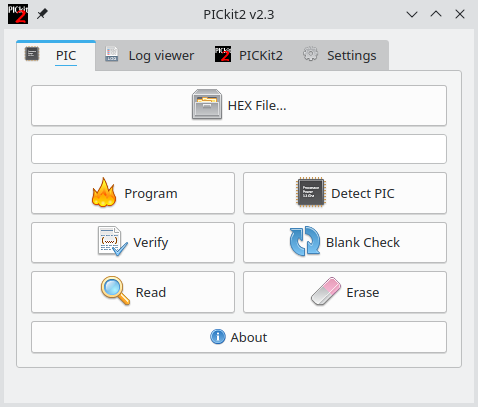 PICkit2 v2.3
PIC Log viewer PICKit2 Settings
HEX File...
Program Detect PIC
Verify Blank Check
Read Erase
About